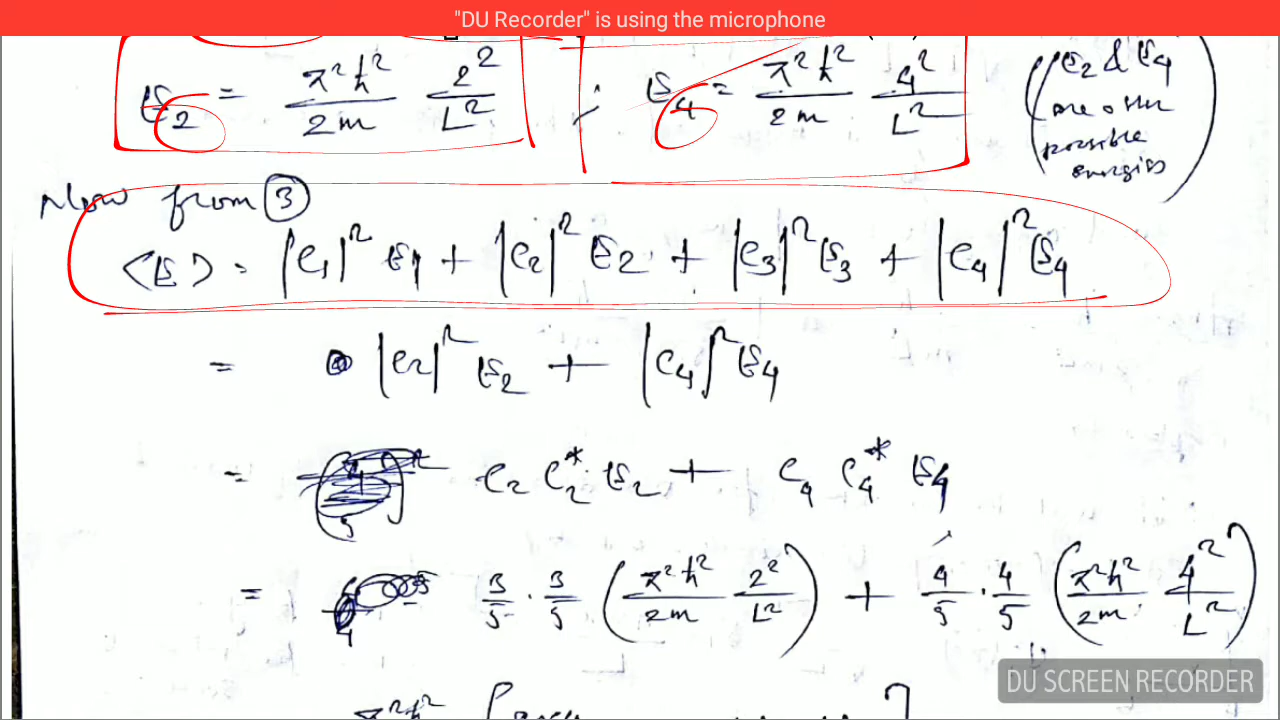 "DU Recorder" is using the microphone
E₂ = π²ħ²/2m 2²/L² ; E₄ = π²ħ²/2m 4²/L² (E₂ & E₄ are other possible energies)
Now from ③
⟨E⟩ = |C₁|² E₁ + |C₂|² E₂ + |C₃|² E₃ + |C₄|² E₄
= |C₂|² E₂ + |C₄|² E₄
= C₂ C₂* E₂ + C₄ C₄* E₄
= 3/5 · 3/5 (π²ħ²/2m 2²/L²) + 4/5 · 4/5 (π²ħ²/2m 4²/L²)
DU SCREEN RECORDER